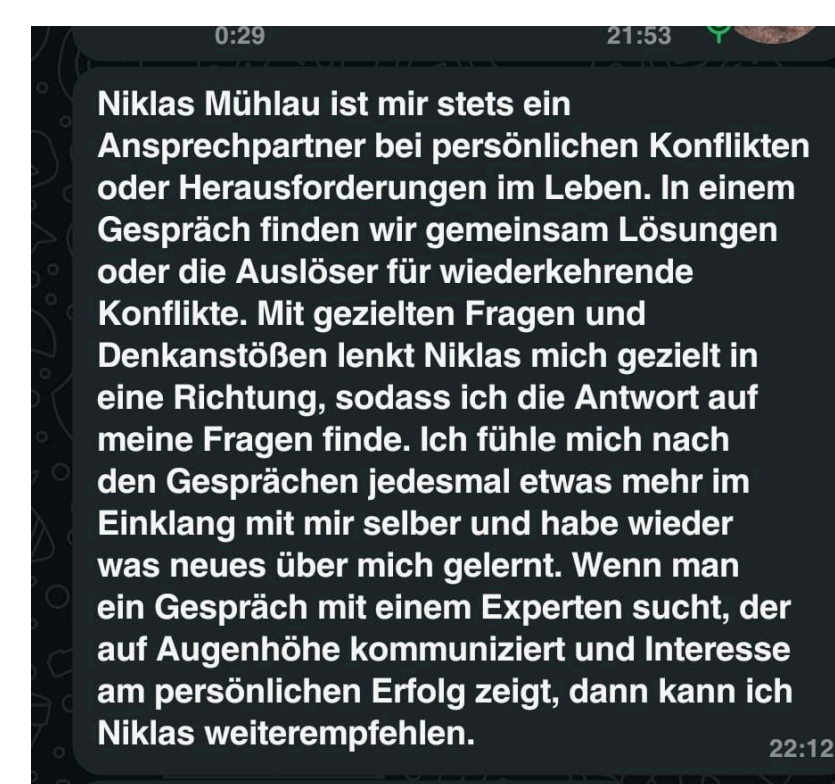 0:29 21:53
Niklas Mühlau ist mir stets ein
Ansprechpartner bei persönlichen Konflikten
oder Herausforderungen im Leben. In einem
Gespräch finden wir gemeinsam Lösungen
oder die Auslöser für wiederkehrende
Konflikte. Mit gezielten Fragen und
Denkanstößen lenkt Niklas mich gezielt in
eine Richtung, sodass ich die Antwort auf
meine Fragen finde. Ich fühle mich nach
den Gesprächen jedesmal etwas mehr im
Einklang mit mir selber und habe wieder
was neues über mich gelernt. Wenn man
ein Gespräch mit einem Experten sucht, der
auf Augenhöhe kommuniziert und Interesse
am persönlichen Erfolg zeigt, dann kann ich
Niklas weiterempfehlen.
22:12